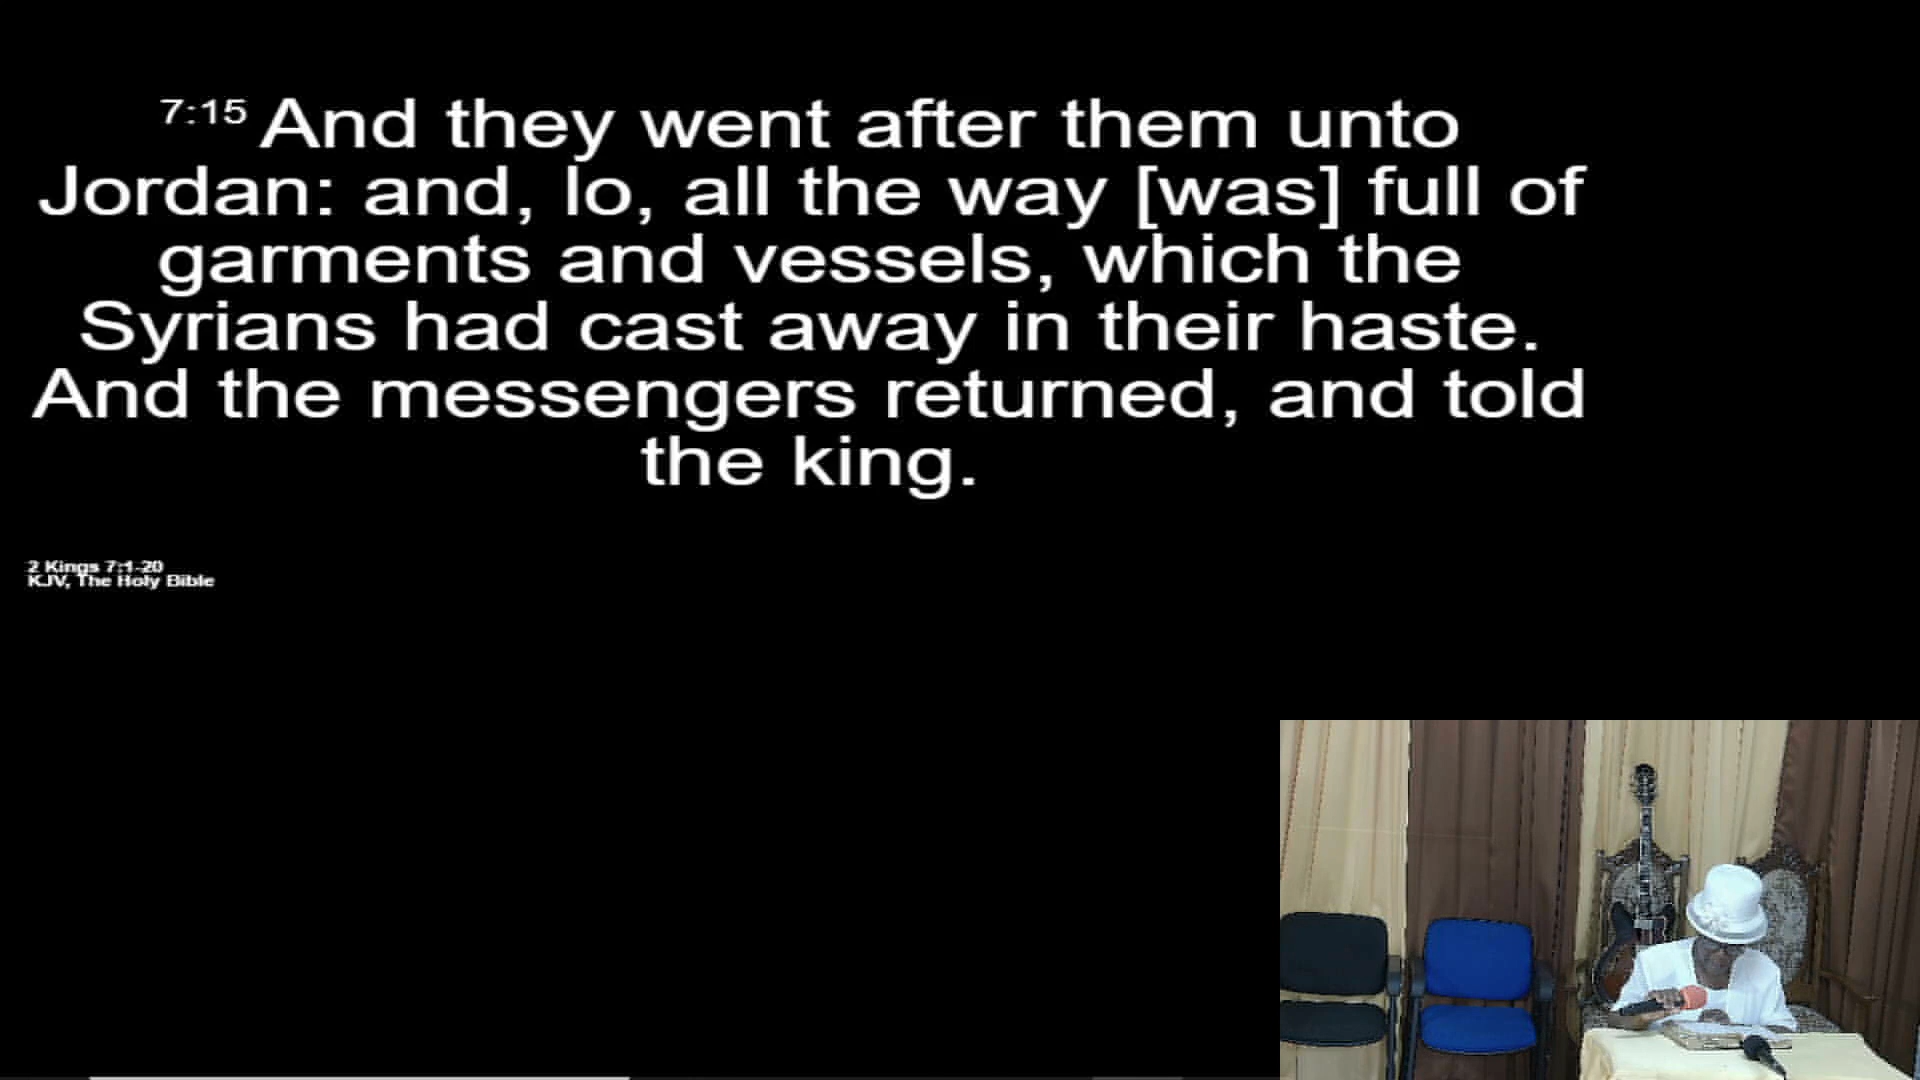 7:15 And they went after them unto
Jordan: and, lo, all the way [was] full of
garments and vessels, which the
Syrians had cast away in their haste.
And the messengers returned, and told
the king.
2 Kings 7:1-20
KJV, The Holy Bible